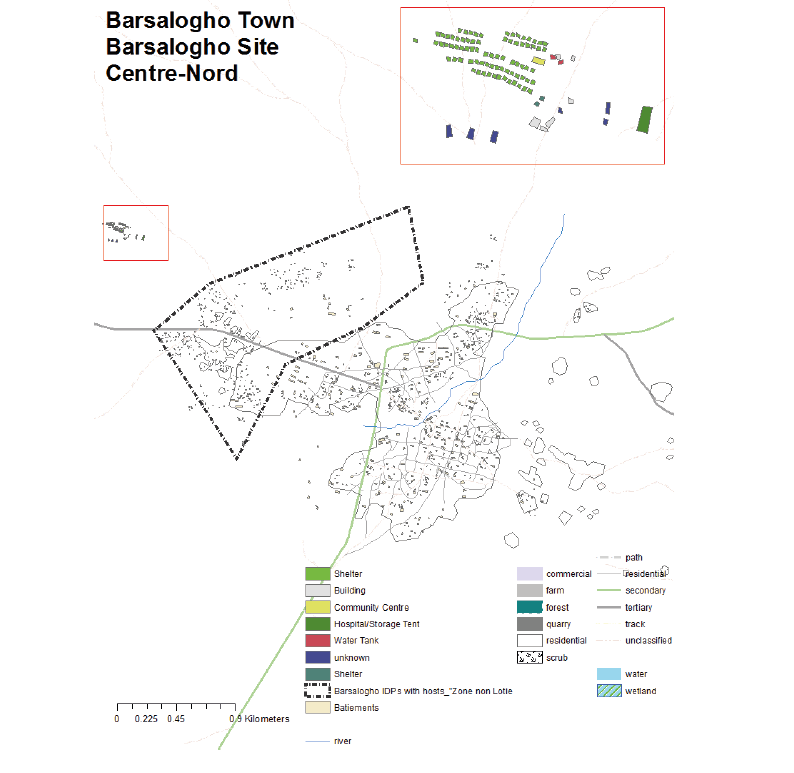 Barsalogho Town
Barsalogho Site
Centre-Nord
Shelter
Building
Community Centre
Hospital/Storage Tent
Water Tank
unknown
Shelter
Barsalogho IDPs with hosts_"Zone non Lotie
Batiements
river
commercial
farm
forest
quarry
residential
scrub
path
residential
secondary
tertiary
track
unclassified
water
wetland
0 0.225 0.45 0.9 Kilometers